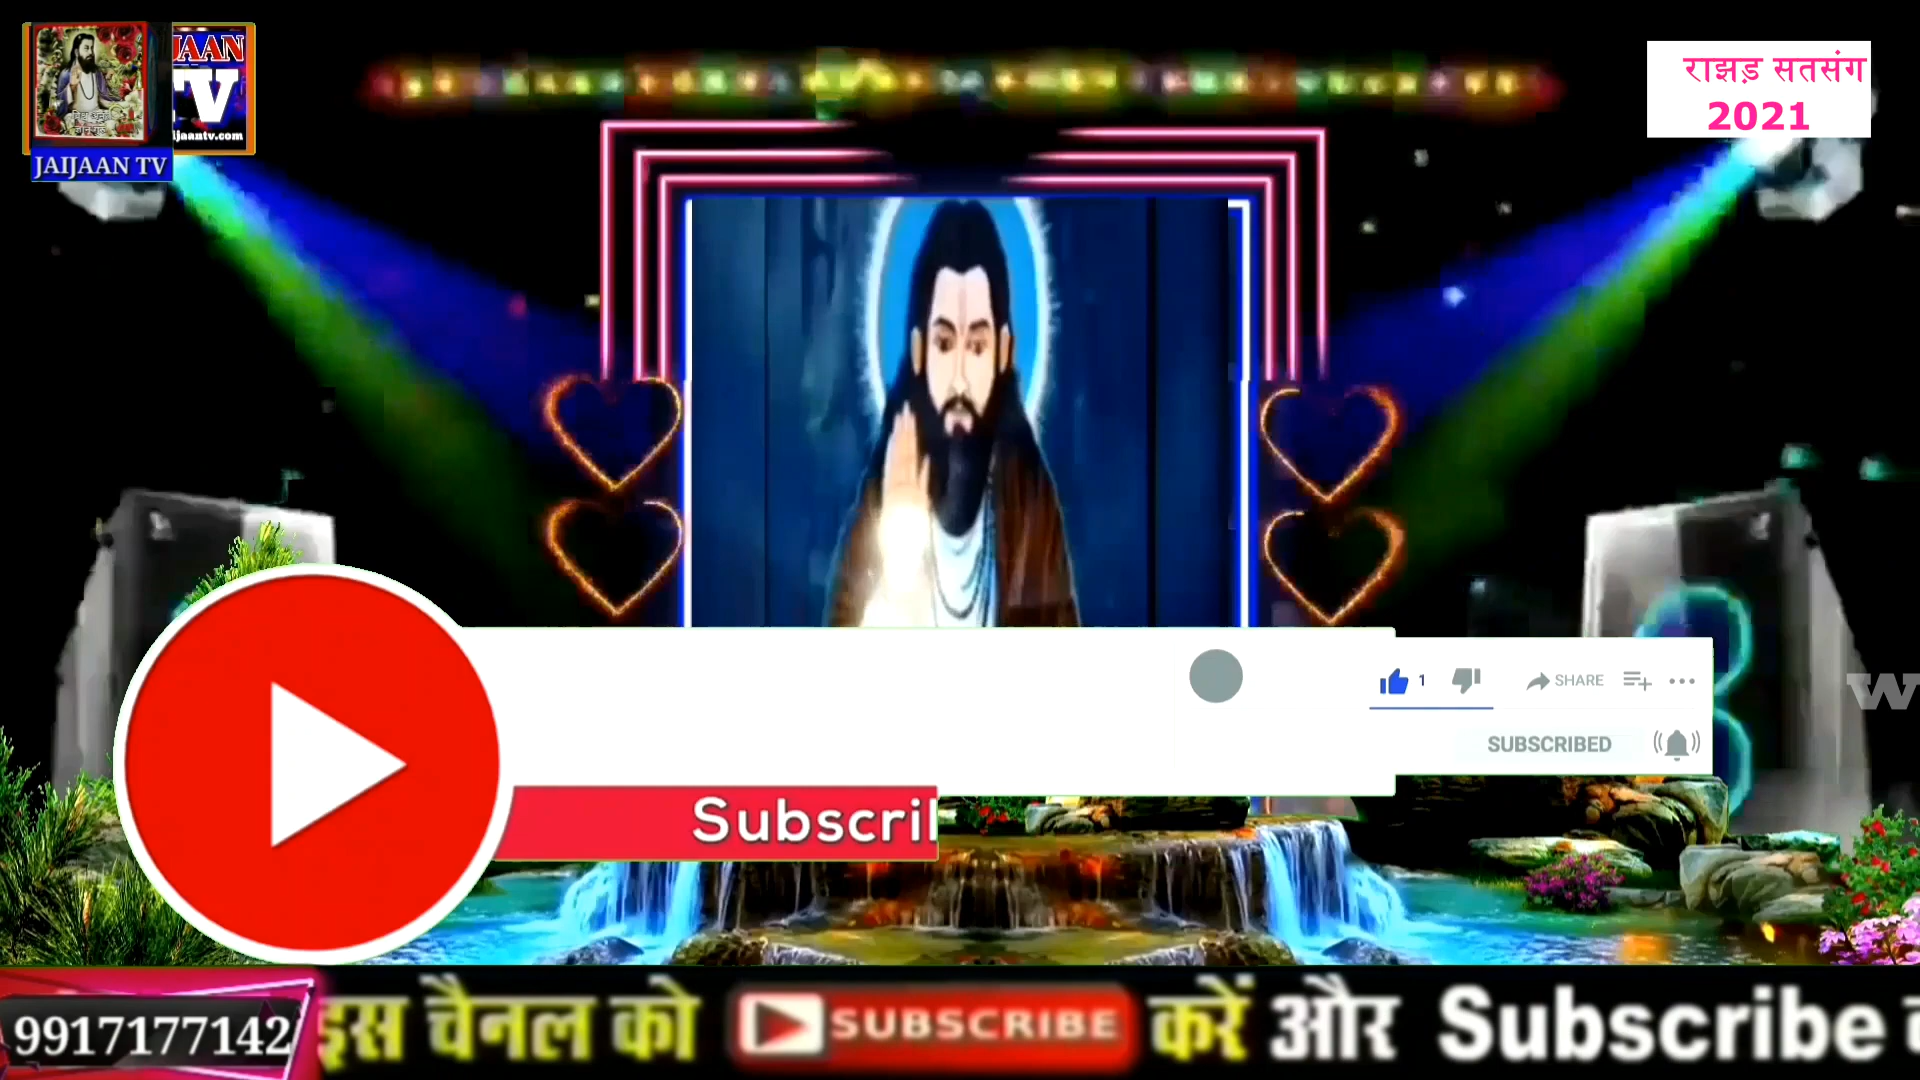 JAAN
TV
ijaantv.com
JAIJAAN TV
राझड़ सतसंग
2021
1
SHARE
SUBSCRIBED
W
Subscri
9917177142
इस चैनल को SUBSCRIBE करें और Subscribe